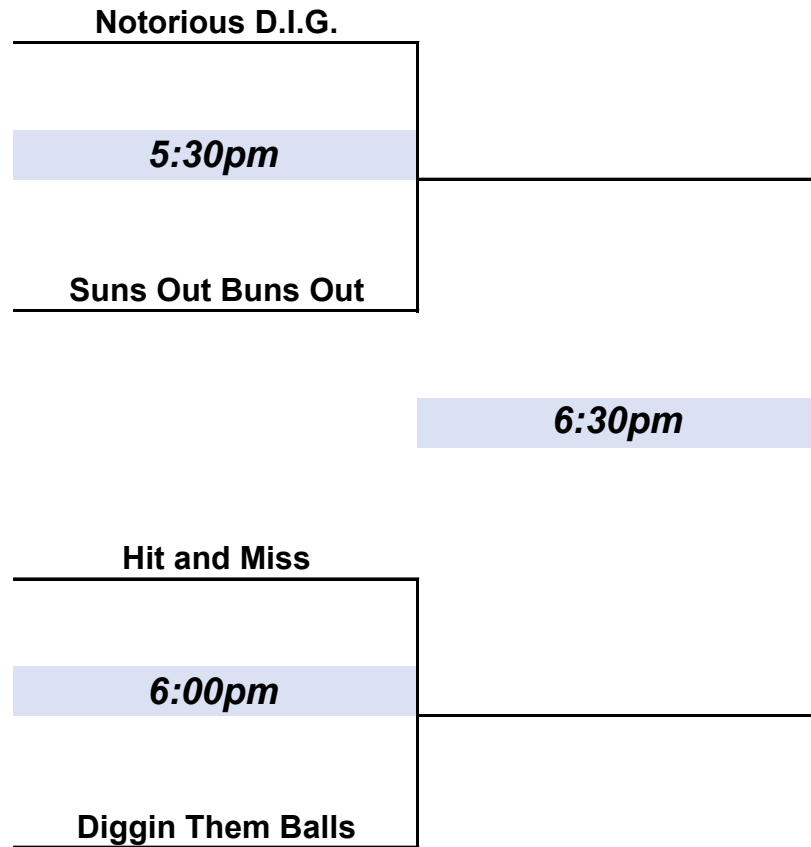 Notorious D.I.G.
5:30pm
Suns Out Buns Out
6:30pm
Hit and Miss
6:00pm
Diggin Them Balls